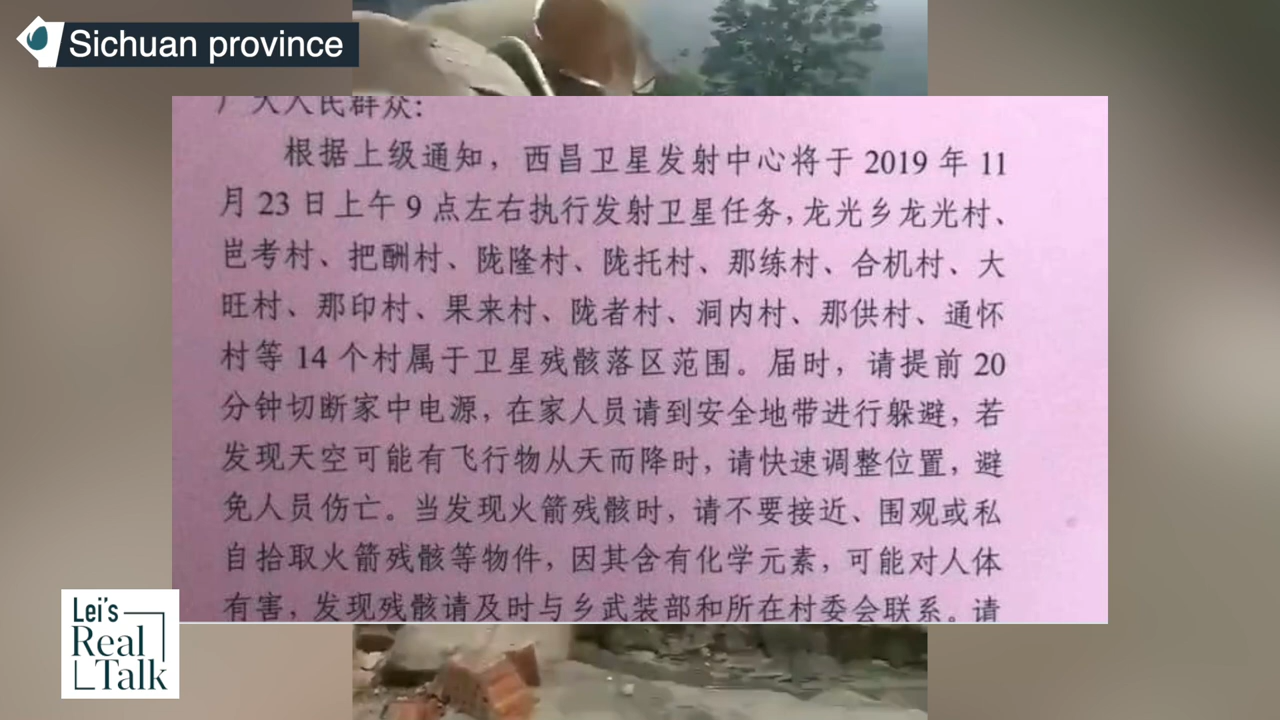 Sichuan province
广大人民群众:
根据上级通知，西昌卫星发射中心将于 2019 年 11
月 23 日上午 9 点左右执行发射卫星任务，龙光乡龙光村、
岜考村、把酬村、陇隆村、陇托村、那练村、合机村、大
旺村、那印村、果来村、陇者村、洞内村、那供村、通怀
村等 14 个村属于卫星残骸落区范围。届时，请提前 20
分钟切断家中电源，在家人员请到安全地带进行躲避，若
发现天空可能有飞行物从天而降时，请快速调整位置，避
免人员伤亡。当发现火箭残骸时，请不要接近、围观或私
自拾取火箭残骸等物件，因其含有化学元素，可能对人体
有害，发现残骸请及时与乡武装部和所在村委会联系。请
Lei's
Real
Talk